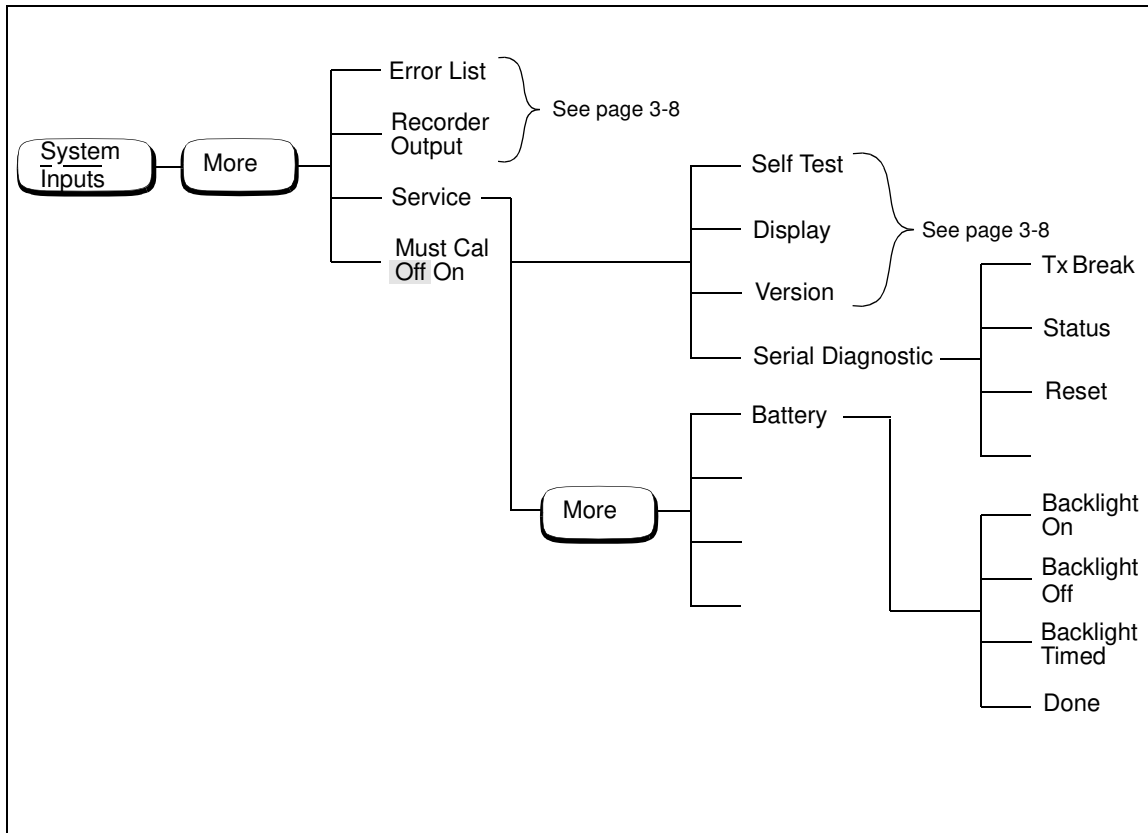 System
Inputs
More
Error List
Recorder
Output
See page 3-8
Service
Must Cal
Off On
Self Test
Display
Version
See page 3-8
Serial Diagnostic
Tx Break
Status
Reset
More
Battery
Backlight
On
Backlight
Off
Backlight
Timed
Done